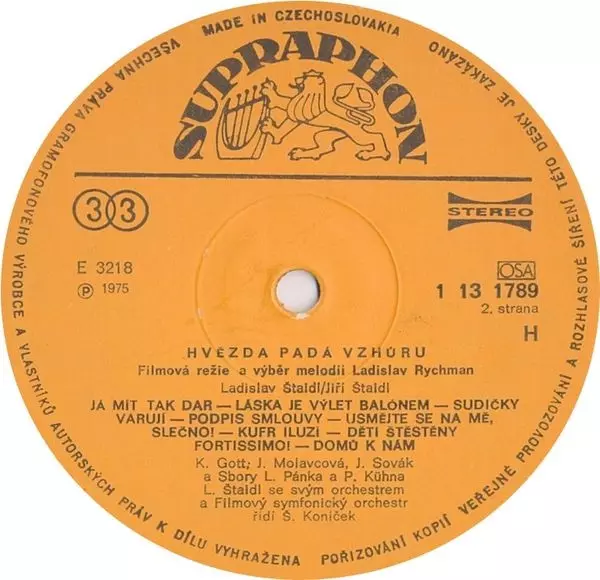 MADE IN CZECHOSLOVAKIA
VŠECHNA PRÁVA GRAMOFONOVÉHO VÝROBCE A VLASTNÍKŮ AUTORSKÝCH PRÁV K DÍLU VYHRAŽENA
POŘIZOVÁNÍ KOPIÍ VEŘEJNÉ PROVOZOVÁNÍ A ROZHLASOVÉ ŠÍŘENÍ TÉTO DESKY JE ZAKÁZÁNO
SUPRAPHON
33
STEREO
E 3218
OSA
℗ 1975
1 13 1789
2. strana
H
HVĚZDA PADÁ VZHŮRU
Filmová režie a výběr melodií Ladislav Rychman
Ladislav Štaidl/Jiří Štaidl
JÁ MÍT TAK DAR — LÁSKA JE VÝLET BALÓNEM — SUDIČKY
VARUJÍ — PODPIS SMLOUVY — USMĚJTE SE NA MĚ,
SLEČNO! — KUFR ILUZÍ — DĚTI ŠTĚSTĚNY
FORTISSIMO! — DOMŮ K NÁM
K. Gott; J. Molavcová, J. Sovák
a Sbory L. Pánka a P. Kühna
L. Štaidl se svým orchestrem
a Filmový symfonický orchestr
řídí Š. Koníček